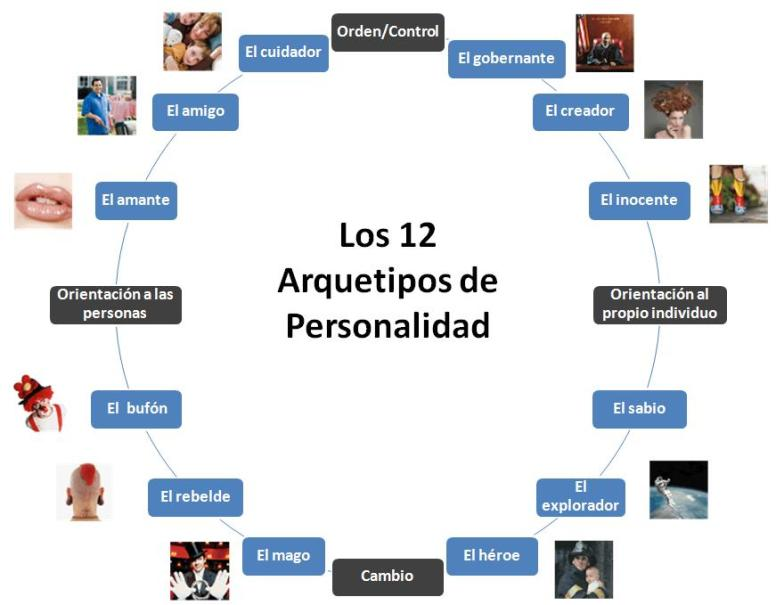 Orden/Control
El cuidador
El gobernante
El amigo
El creador
El amante
El inocente
Los 12
Arquetipos de
Personalidad
Orientación a las
personas
Orientación al
propio individuo
El bufón
El sabio
El rebelde
El
explorador
El mago
El héroe
Cambio